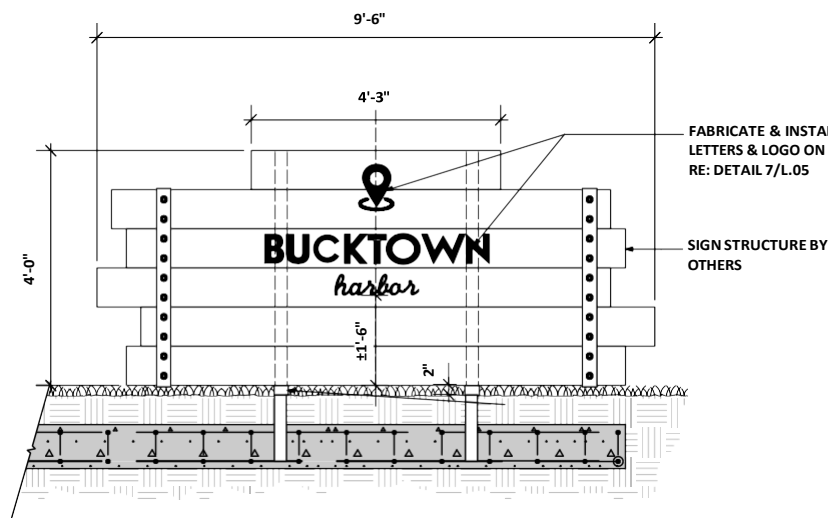 9'-6"
4'-3"
FABRICATE & INSTAL
LETTERS & LOGO ON
RE: DETAIL 7/L.05
BUCKTOWN
harbor
SIGN STRUCTURE BY
OTHERS
4'-0"
±1'-6"
2"